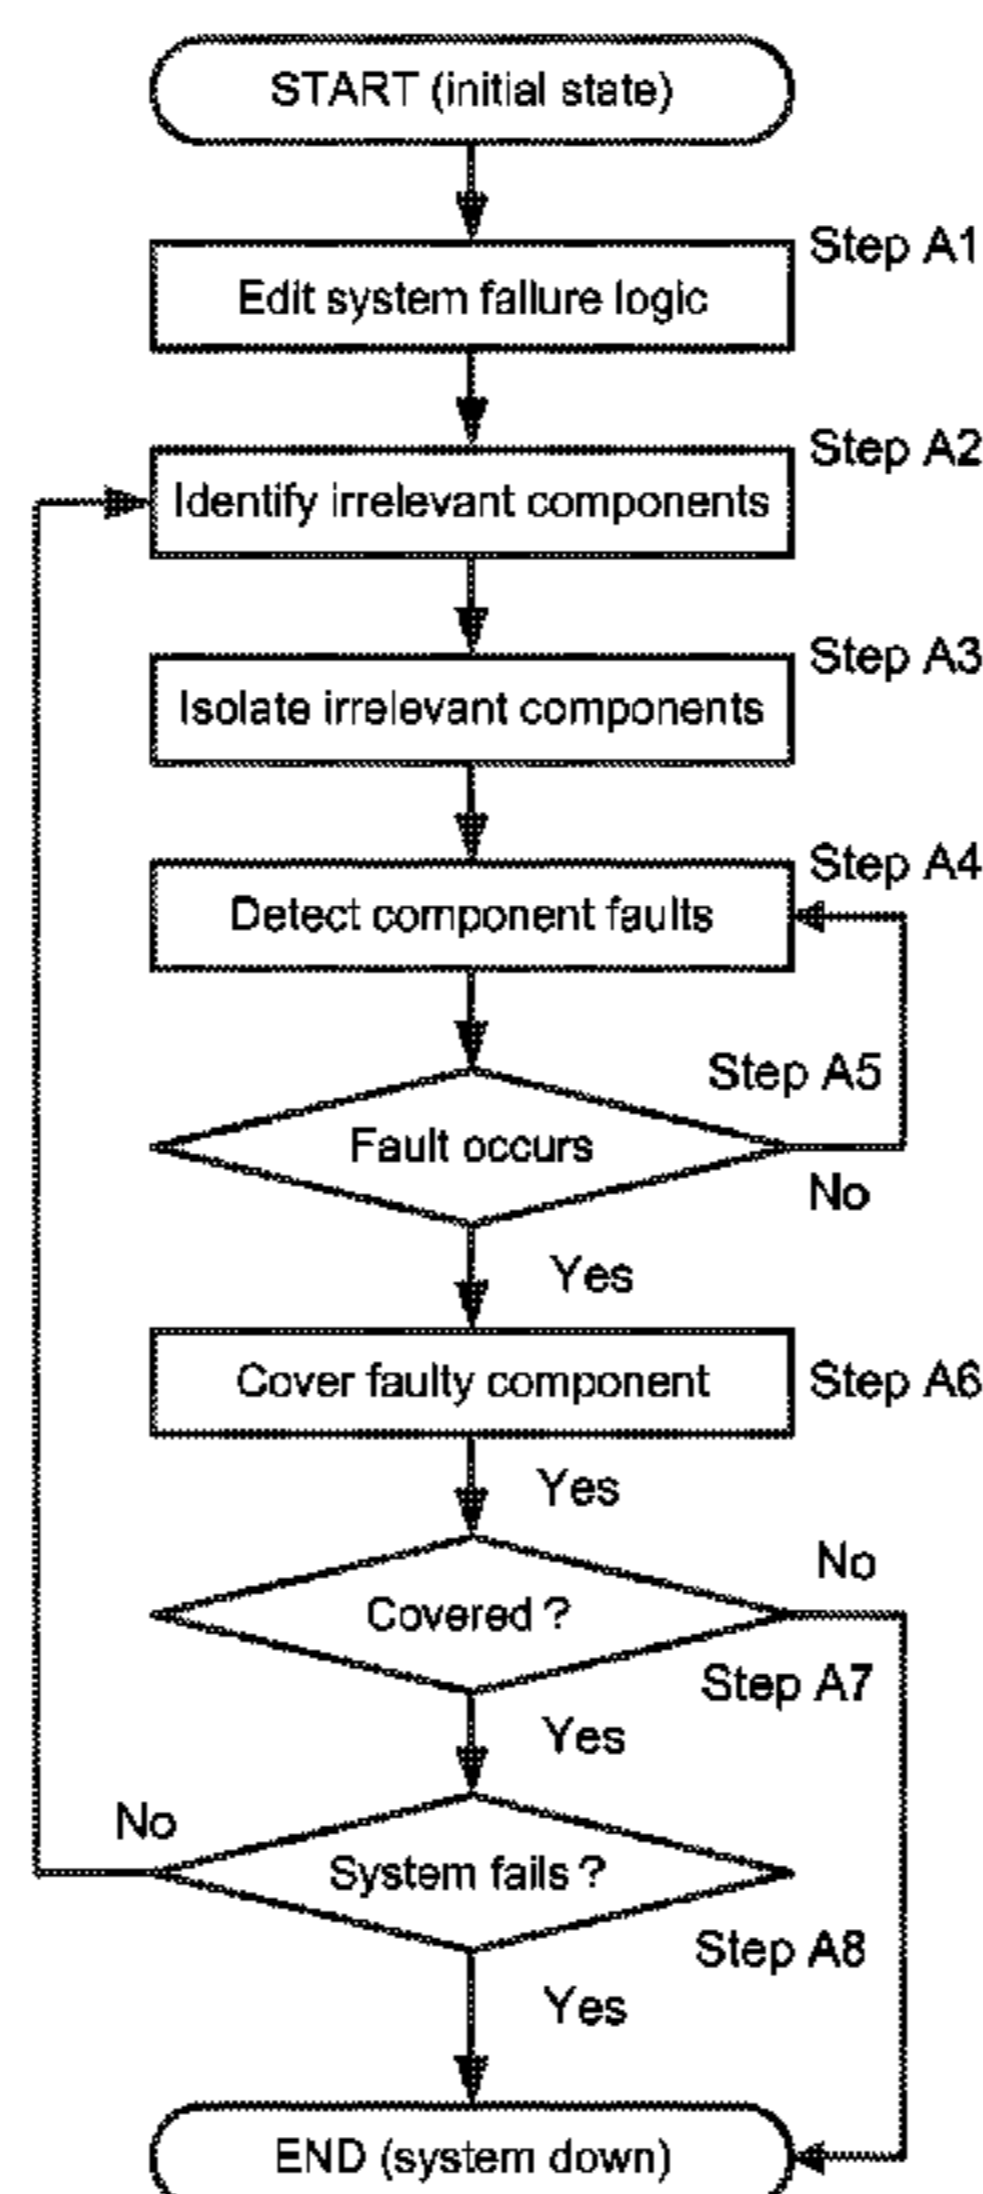 START (initial state)
Step A1
Edit system failure logic
Step A2
Identify irrelevant components
Step A3
Isolate irrelevant components
Step A4
Detect component faults
Step A5
Fault occurs
No
Yes
Cover faulty component
Step A6
Yes
No
Covered ?
Step A7
Yes
No
System fails ?
Step A8
Yes
END (system down)